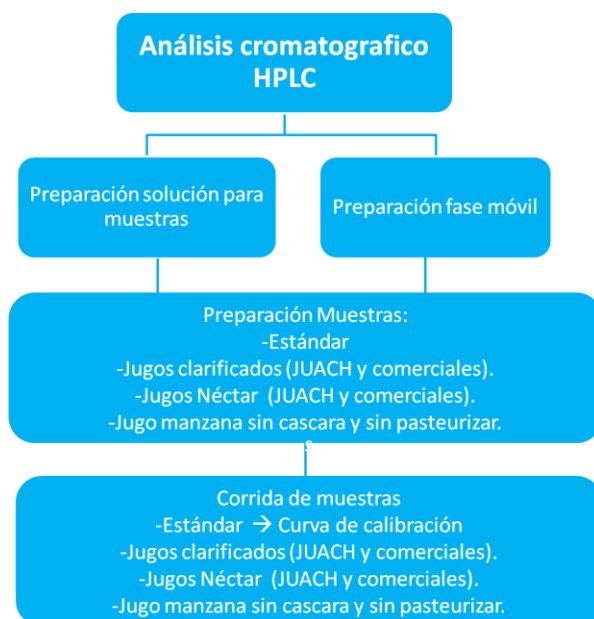 Análisis cromatografico
HPLC
Preparación solución para
muestras
Preparación fase móvil
Preparación Muestras:
-Estándar
-Jugos clarificados (JUACH y comerciales).
-Jugos Néctar (JUACH y comerciales).
-Jugo manzana sin cascara y sin pasteurizar.
s
Corrida de muestras
-Estándar → Curva de calibración
-Jugos clarificados (JUACH y comerciales).
-Jugos Néctar (JUACH y comerciales).
-Jugo manzana sin cascara y sin pasteurizar.